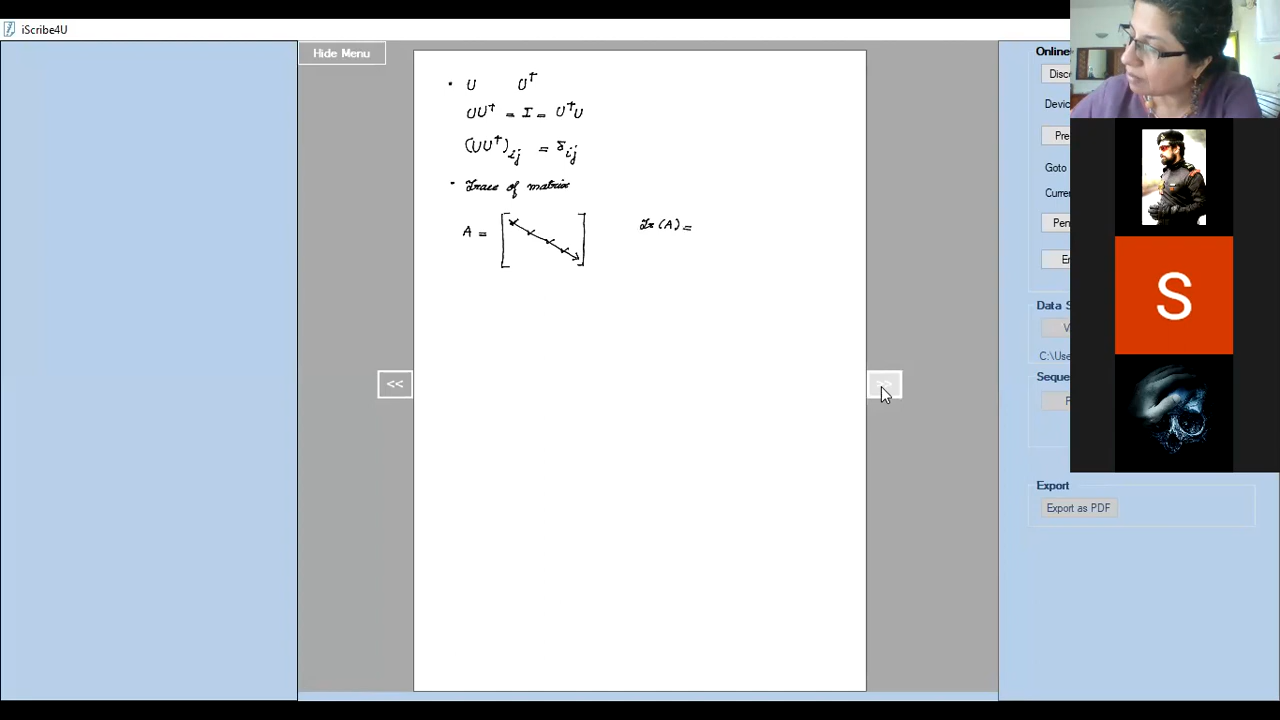 iScribe4U
Hide Menu
• U U†
UU† = I = U†U
(UU†)ij = δij
• Trace of matrix
A = [ ] Tr (A) =
<<
>>
Online
Disc
Devic
Pre
Goto
Curre
Pen
E
Data S
V
C:\Use
Seque
P
Export
Export as PDF
S